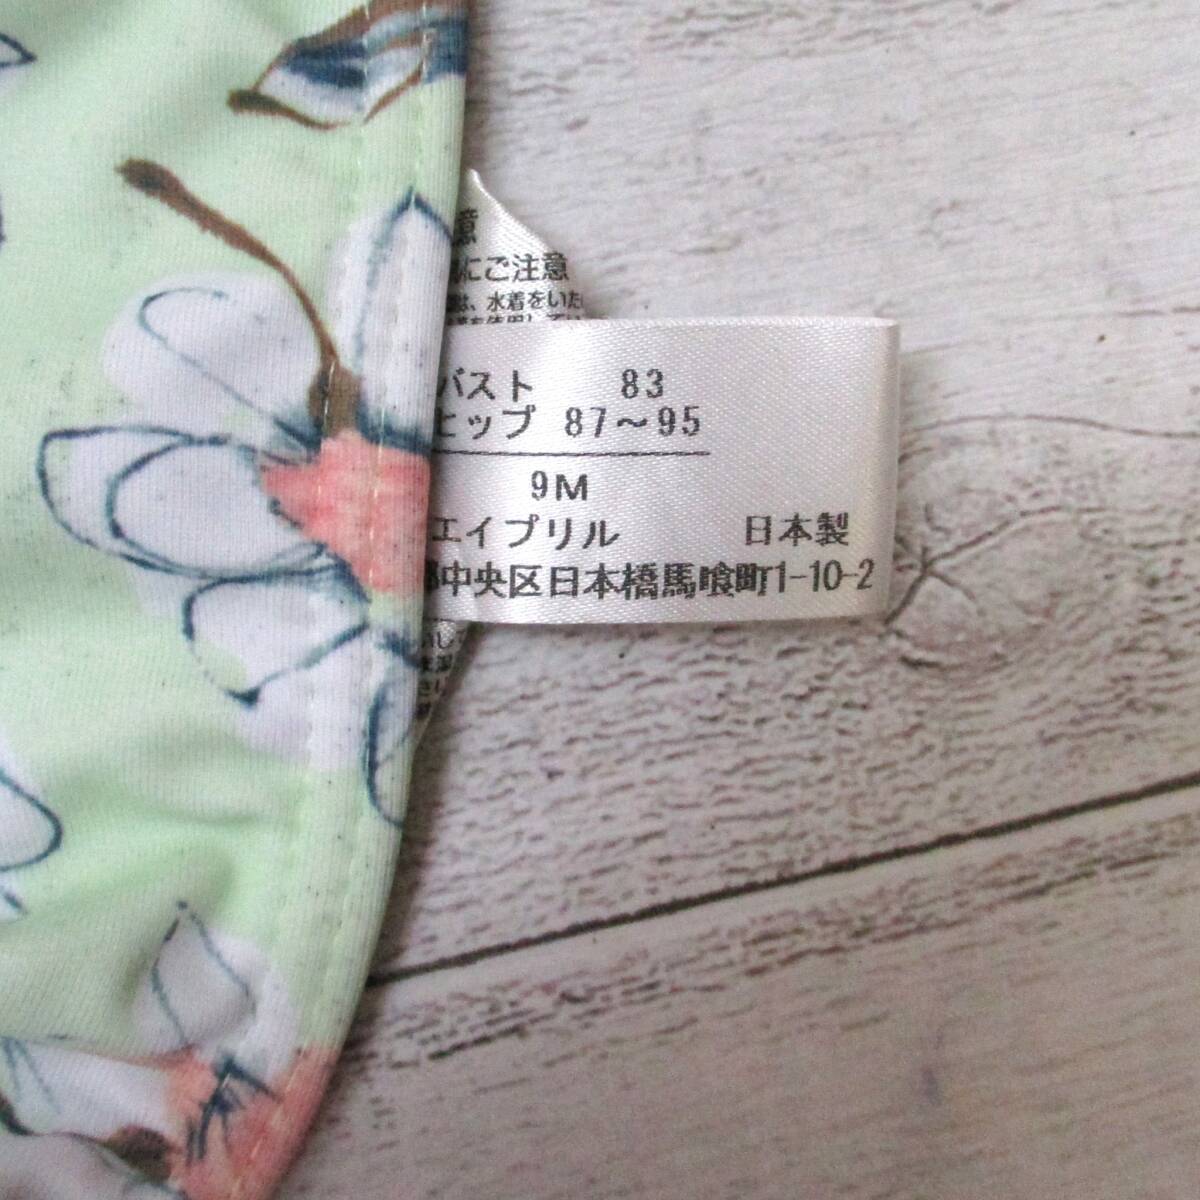 意
にご注意
は、水着をいた
バスト 83
ヒップ 87～95
9M
エイプリル 日本製
中央区日本橋馬喰町1-10-2